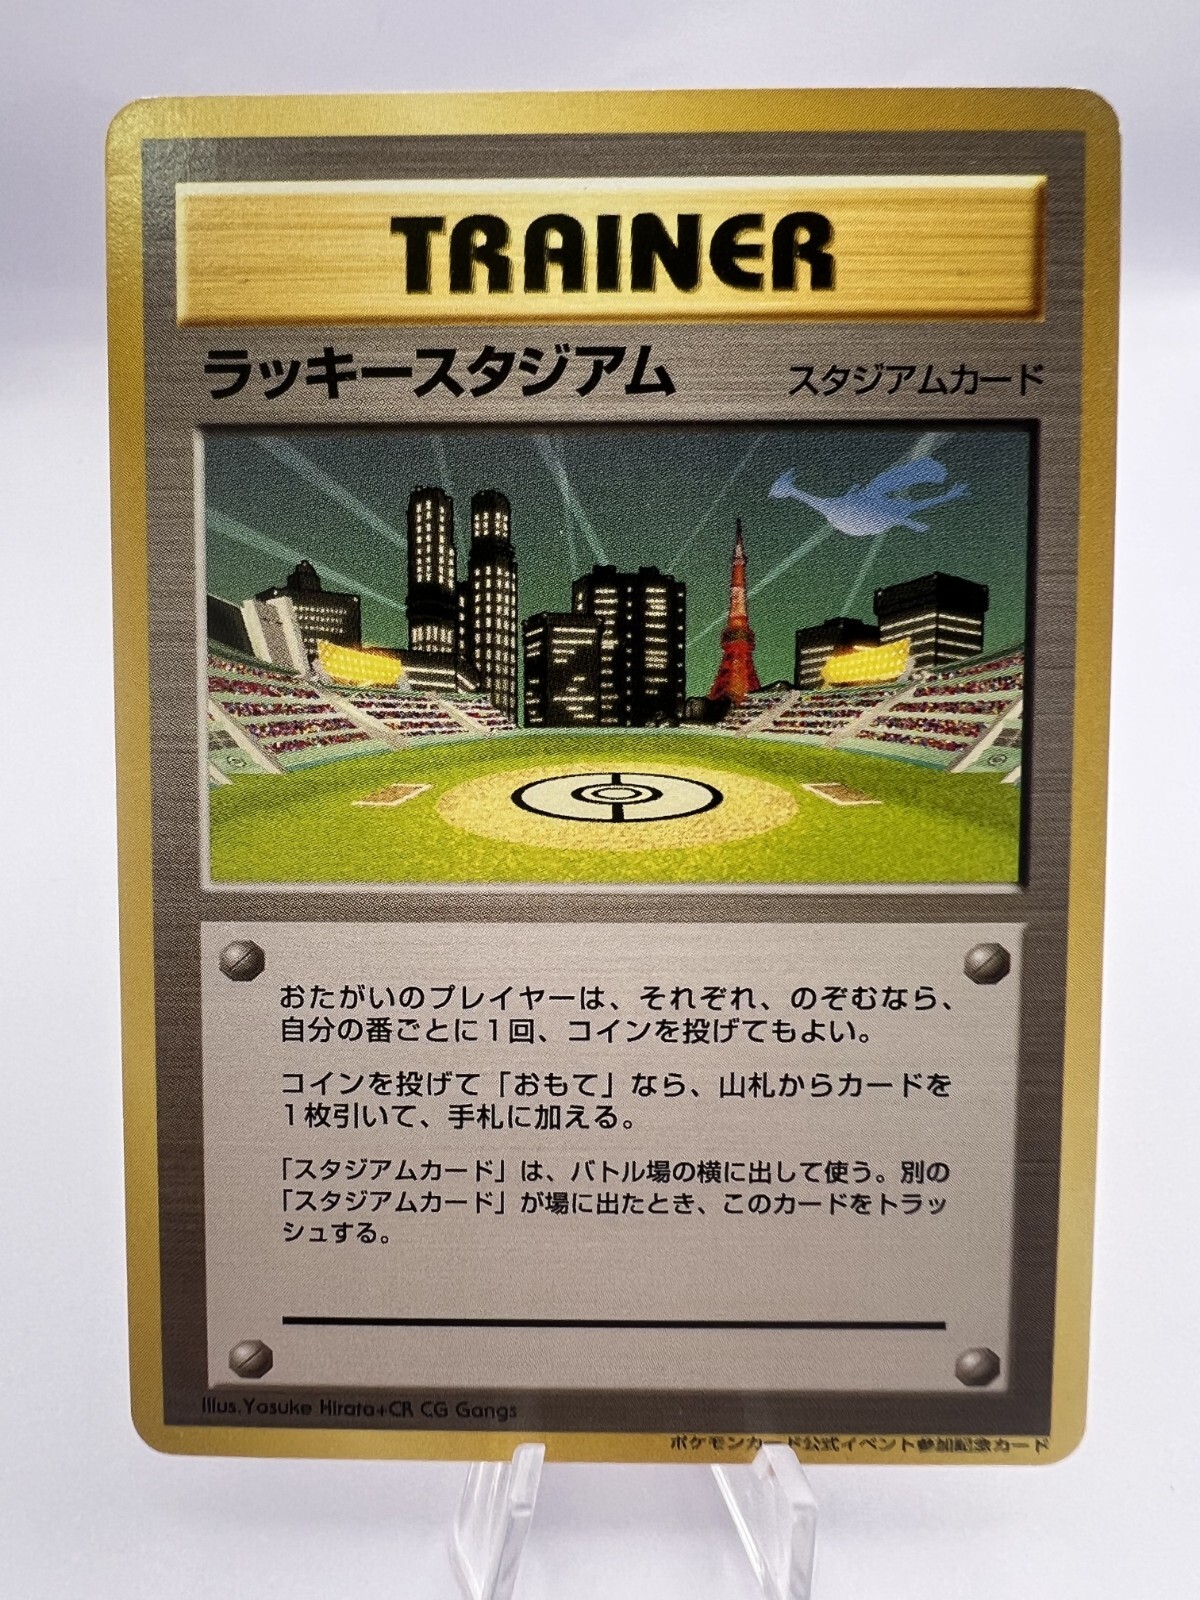 TRAINER
ラッキースタジアム スタジアムカード
おたがいのプレイヤーは、それぞれ、のぞむなら、
自分の番ごとに1回、コインを投げてもよい。
コインを投げて「おもて」なら、山札からカードを
1枚引いて、手札に加える。
「スタジアムカード」は、バトル場の横に出して使う。別の
「スタジアムカード」が場に出たとき、このカードをトラッ
シュする。
Illus.Yosuke Hirata+CR CG Gangs
ポケモンカード公式イベント参加記念カード